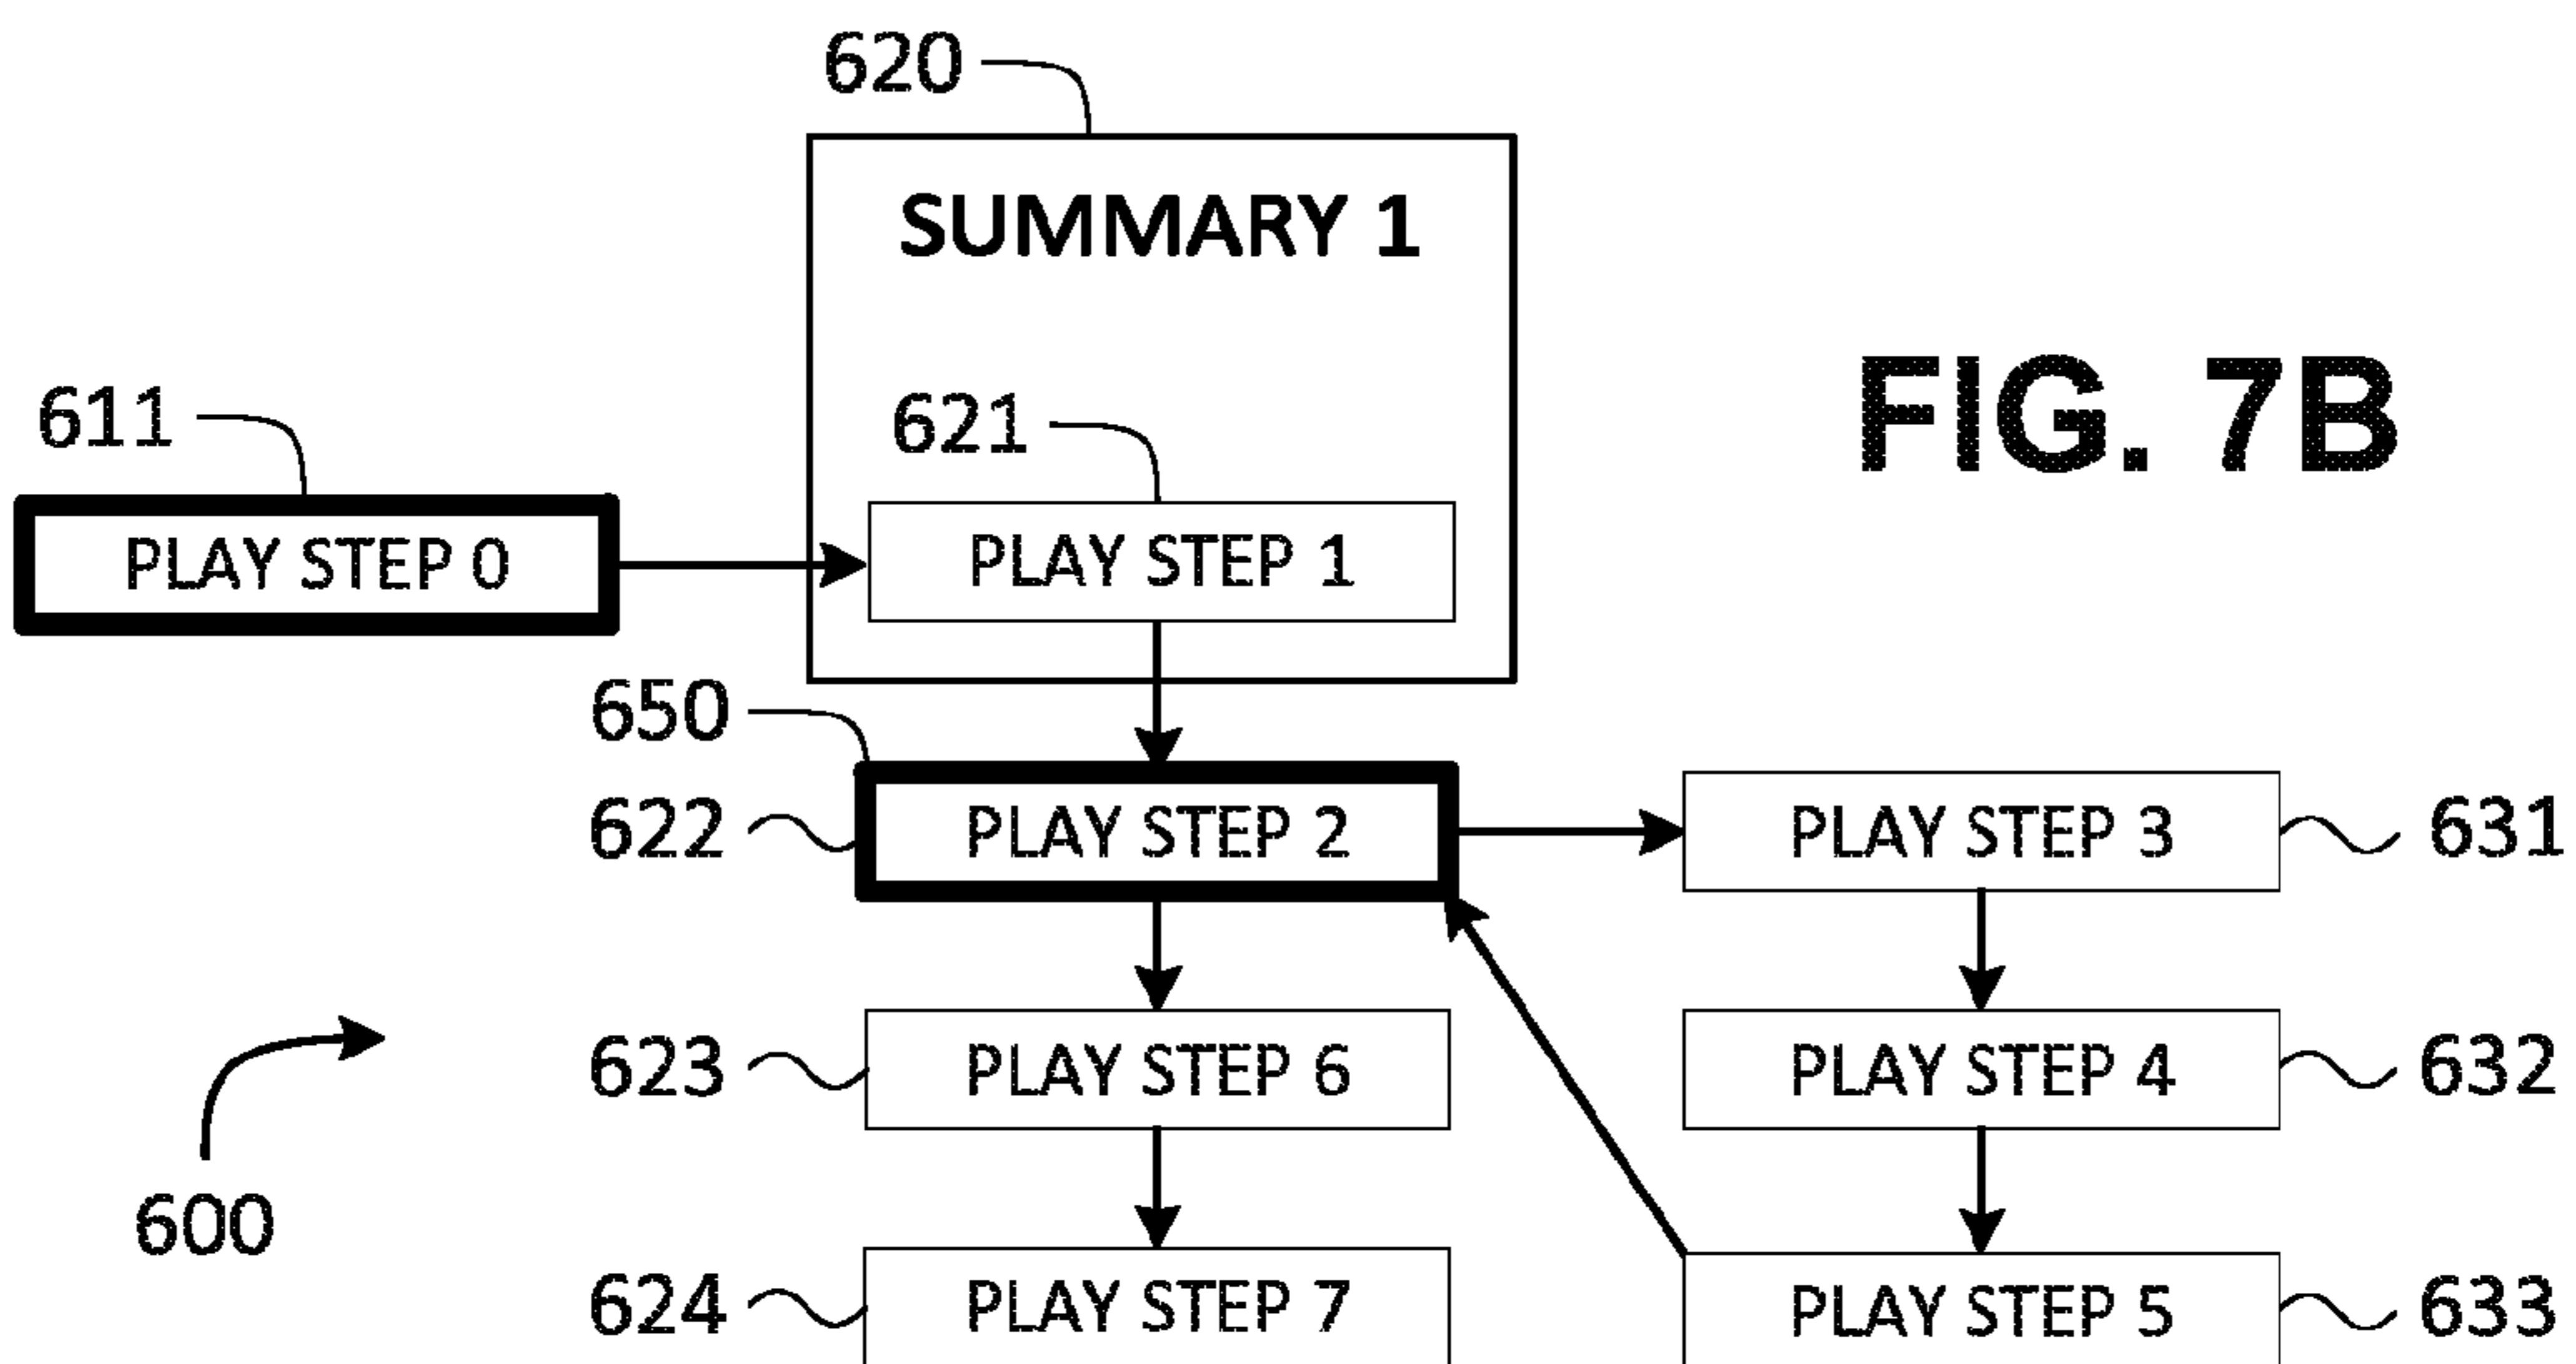 620
SUMMARY 1
FIG. 7B
611
621
PLAY STEP 0
PLAY STEP 1
650
622
PLAY STEP 2
PLAY STEP 3
631
623
PLAY STEP 6
PLAY STEP 4
632
600
624
PLAY STEP 7
PLAY STEP 5
633